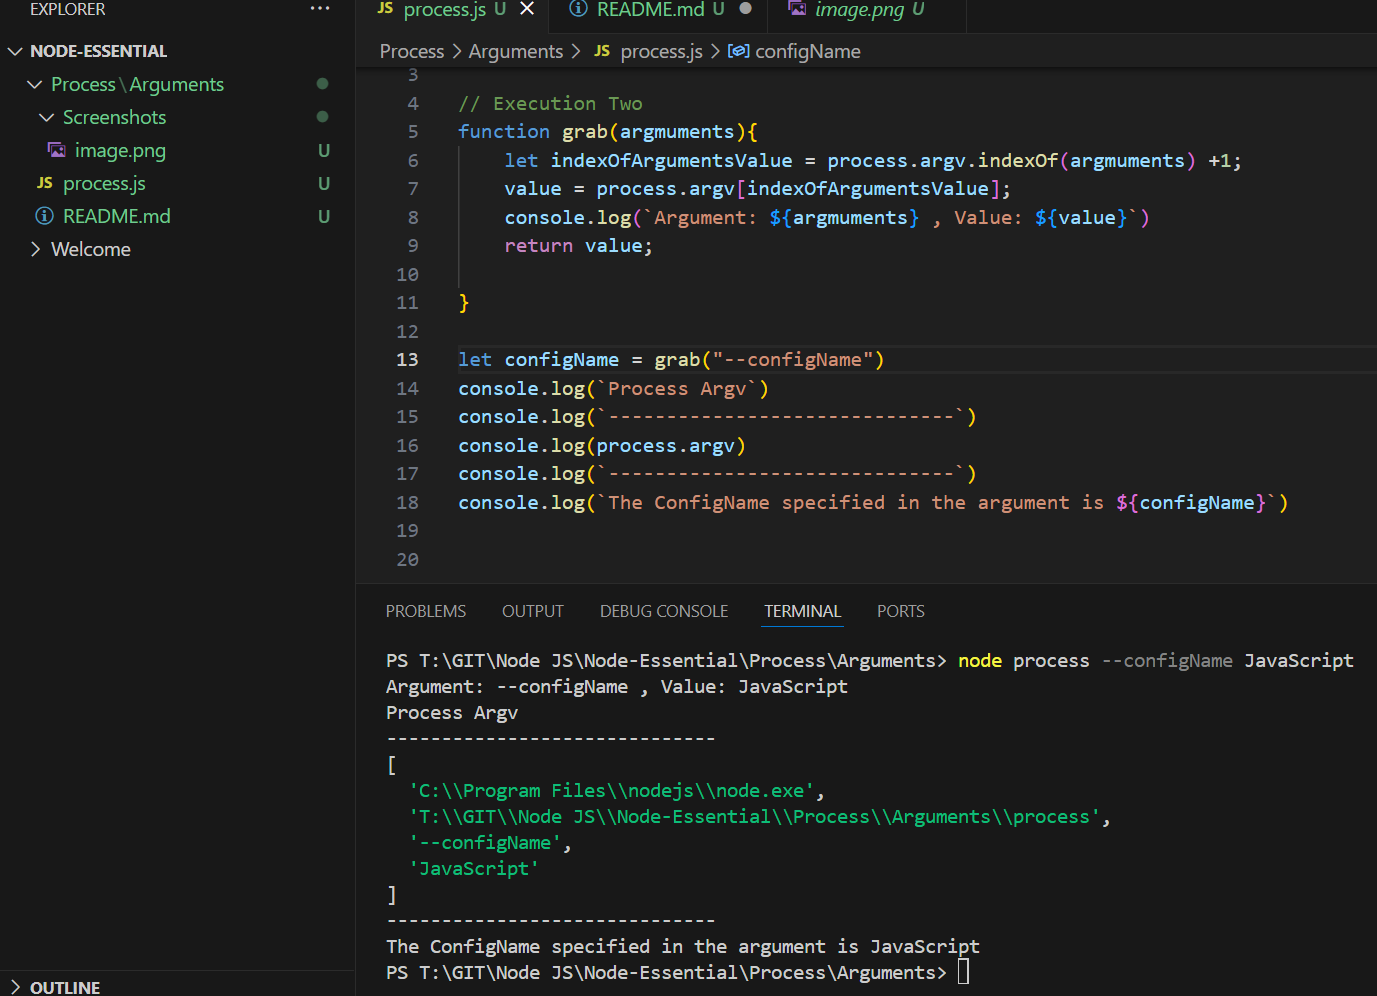 EXPLORER ...
NODE-ESSENTIAL
Process\Arguments
Screenshots
image.png U
JS process.js U
README.md U
Welcome
OUTLINE
JS process.js U
README.md U
image.png U
Process > Arguments > JS process.js > configName
3
4 // Execution Two
5 function grab(argmuments){
6 let indexOfArgumentsValue = process.argv.indexOf(argmuments) +1;
7 value = process.argv[indexOfArgumentsValue];
8 console.log(`Argument: ${argmuments} , Value: ${value}`)
9 return value;
10
11 }
12
13 let configName = grab("--configName")
14 console.log(`Process Argv`)
15 console.log(`------------------------------`)
16 console.log(process.argv)
17 console.log(`------------------------------`)
18 console.log(`The ConfigName specified in the argument is ${configName}`)
19
20
PROBLEMS OUTPUT DEBUG CONSOLE TERMINAL PORTS
PS T:\GIT\Node JS\Node-Essential\Process\Arguments> node process --configName JavaScript
Argument: --configName , Value: JavaScript
Process Argv
------------------------------
[
'C:\\Program Files\\nodejs\\node.exe',
'T:\\GIT\\Node JS\\Node-Essential\\Process\\Arguments\\process',
'--configName',
'JavaScript'
]
------------------------------
The ConfigName specified in the argument is JavaScript
PS T:\GIT\Node JS\Node-Essential\Process\Arguments>